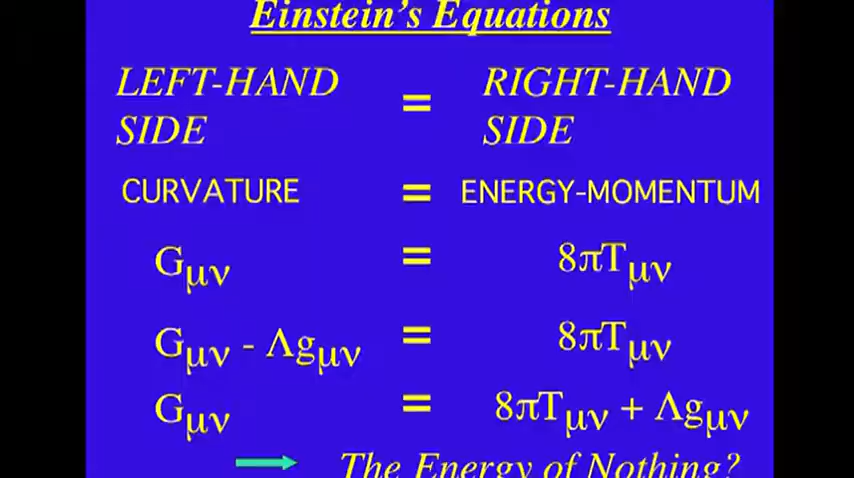 Einstein's Equations
LEFT-HAND SIDE = RIGHT-HAND SIDE
CURVATURE = ENERGY-MOMENTUM
Gμν = 8πTμν
Gμν - Λgμν = 8πTμν
Gμν = 8πTμν + Λgμν
→ The Energy of Nothing?